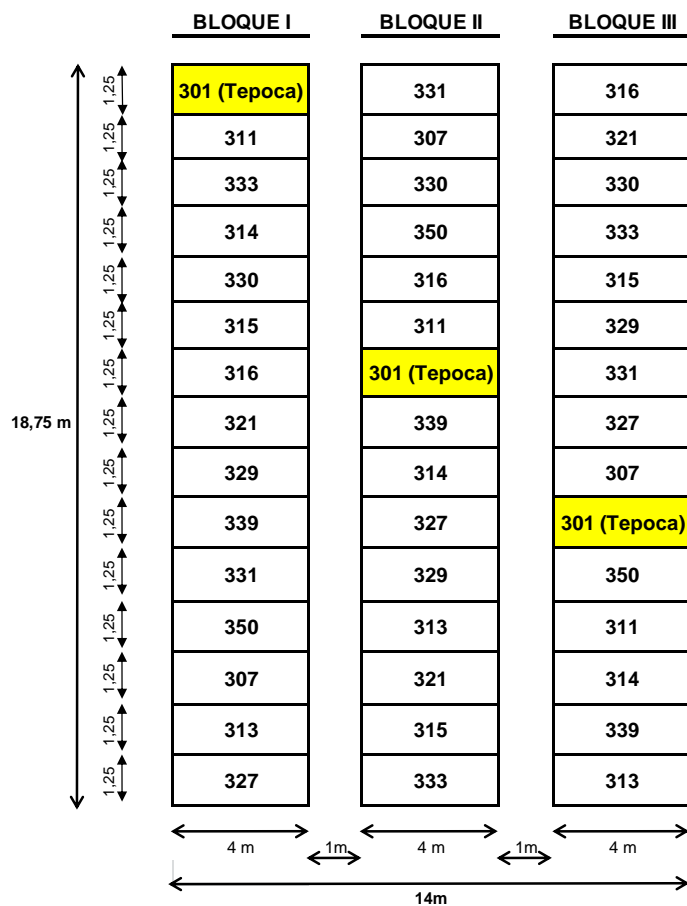 BLOQUE I BLOQUE II BLOQUE III
1,25 301 (Tepoca) 331 316
1,25 311 307 321
1,25 333 330 330
1,25 314 350 333
1,25 330 316 315
1,25 315 311 329
1,25 316 301 (Tepoca) 331
18,75 m 1,25 321 339 327
1,25 329 314 307
1,25 339 327 301 (Tepoca)
1,25 331 329 350
1,25 350 313 311
1,25 307 321 314
1,25 313 315 339
1,25 327 333 313
4 m 1m 4 m 1m 4 m
14m